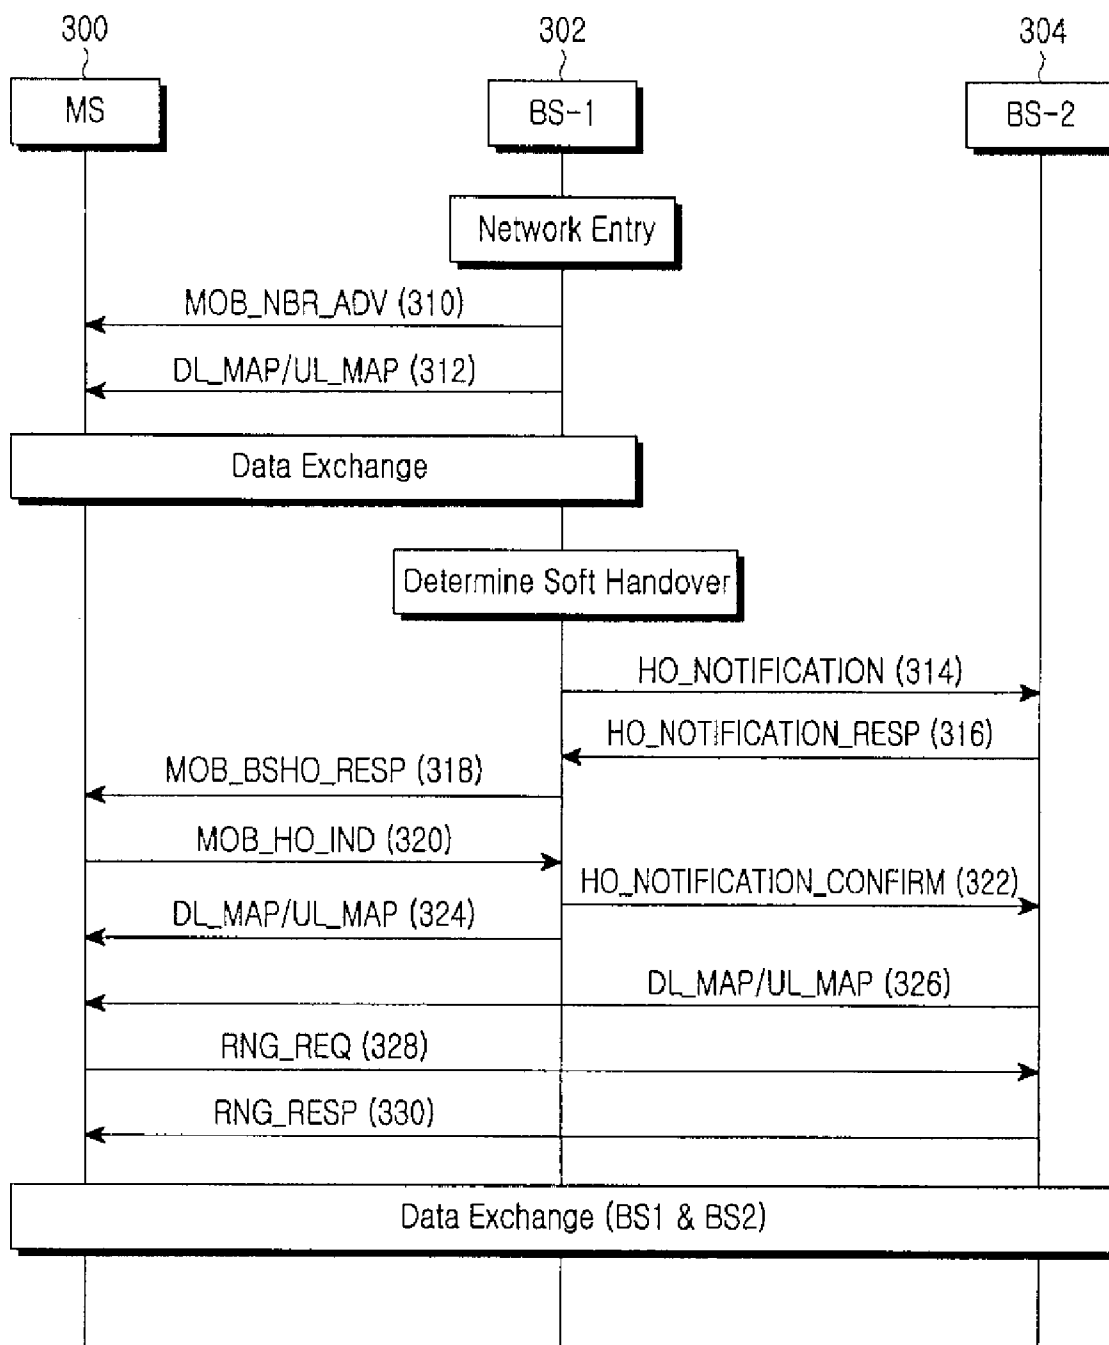 300
302
304
MS
BS-1
BS-2
Network Entry
MOB_NBR_ADV (310)
DL_MAP/UL_MAP (312)
Data Exchange
Determine Soft Handover
HO_NOTIFICATION (314)
HO_NOTIFICATION_RESP (316)
MOB_BSHO_RESP (318)
MOB_HO_IND (320)
HO_NOTIFICATION_CONFIRM (322)
DL_MAP/UL_MAP (324)
DL_MAP/UL_MAP (326)
RNG_REQ (328)
RNG_RESP (330)
Data Exchange (BS1 & BS2)